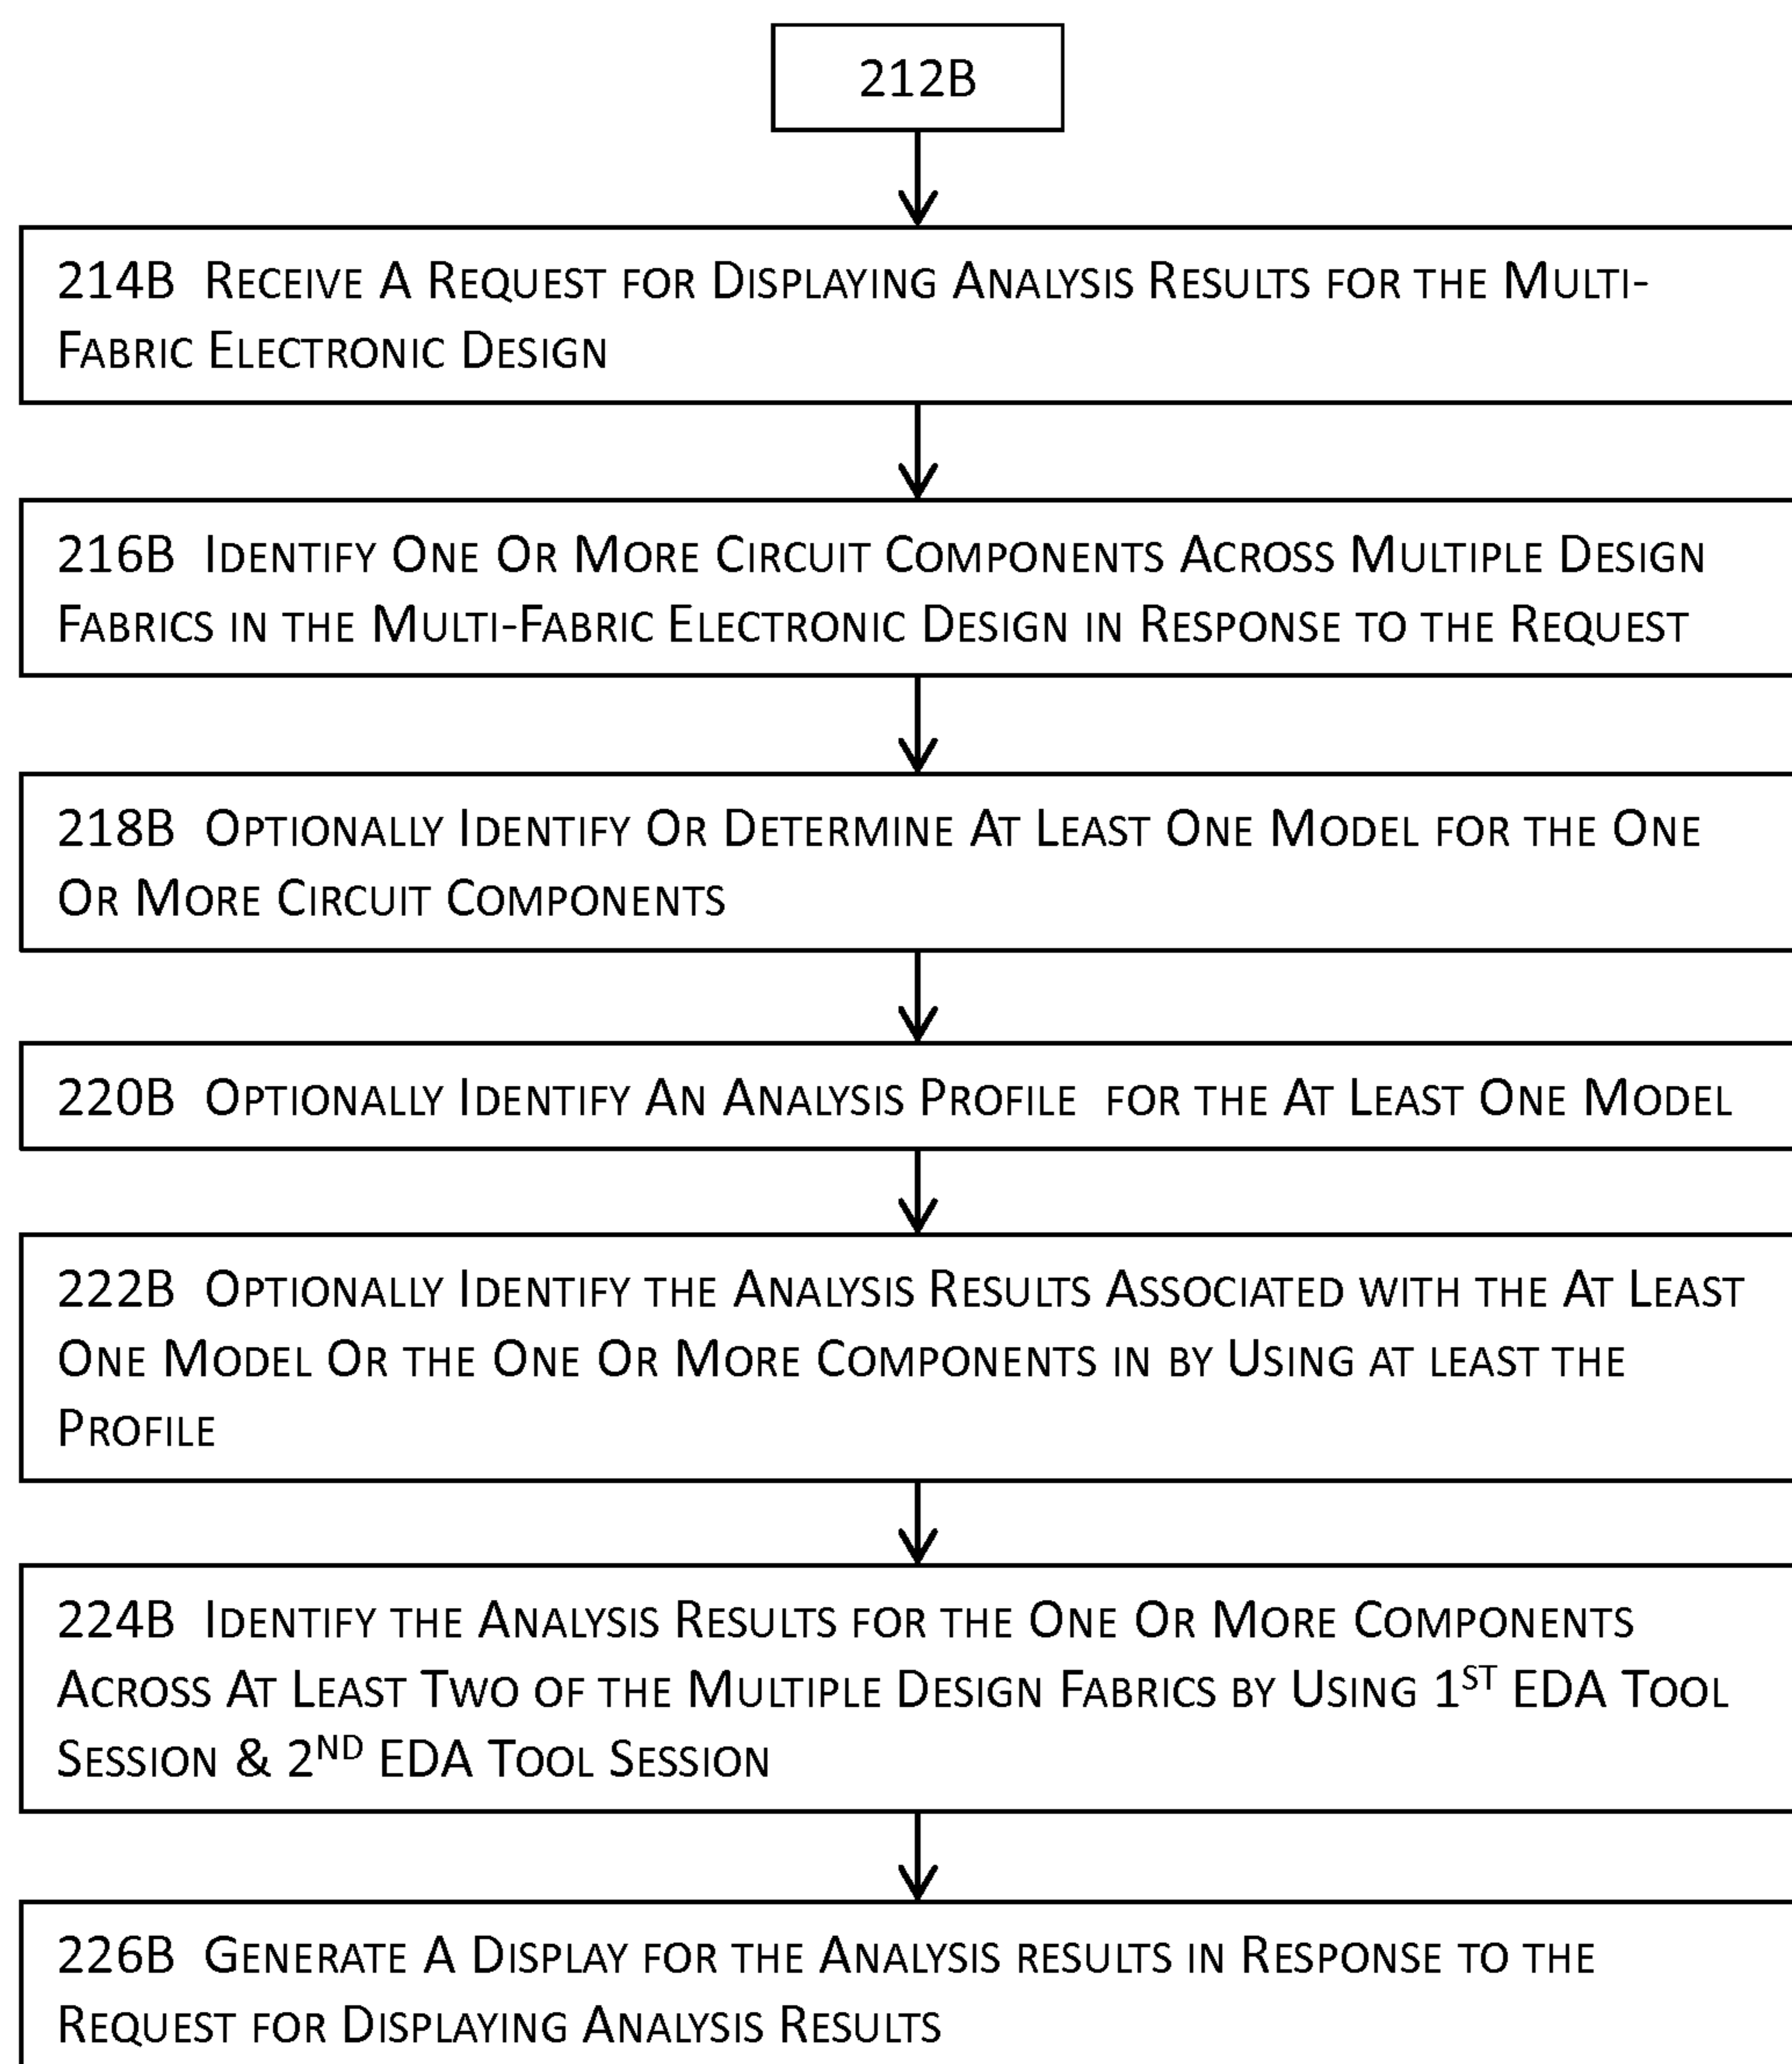 212B
214B Receive A Request for Displaying Analysis Results for the Multi-
Fabric Electronic Design
216B Identify One Or More Circuit Components Across Multiple Design
Fabrics in the Multi-Fabric Electronic Design in Response to the Request
218B Optionally Identify Or Determine At Least One Model for the One
Or More Circuit Components
220B Optionally Identify An Analysis Profile for the At Least One Model
222B Optionally Identify the Analysis Results Associated with the At Least
One Model Or the One Or More Components in by Using at least the
Profile
224B Identify the Analysis Results for the One Or More Components
Across At Least Two of the Multiple Design Fabrics by Using 1st EDA Tool
Session & 2nd EDA Tool Session
226B Generate A Display for the Analysis results in Response to the
Request for Displaying Analysis Results